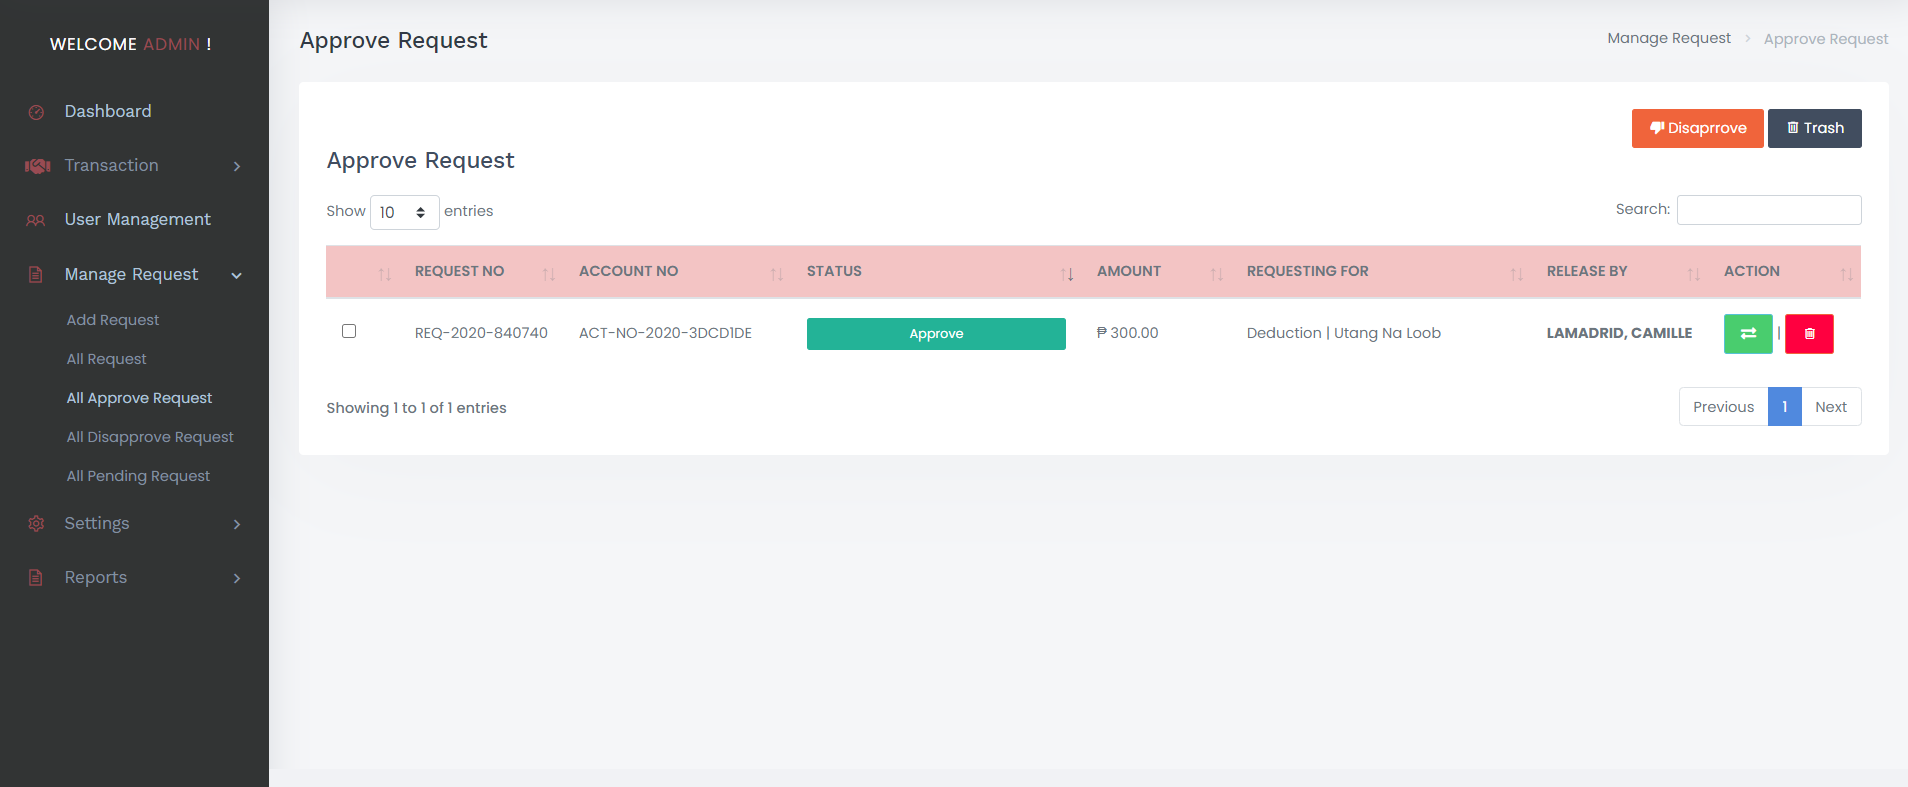 WELCOME ADMIN !
Dashboard
Transaction
User Management
Manage Request
Add Request
All Request
All Approve Request
All Disapprove Request
All Pending Request
Settings
Reports
Approve Request
Manage Request > Approve Request
Disaprrove Trash
Approve Request
Show 10 entries
Search:
REQUEST NO ACCOUNT NO STATUS AMOUNT REQUESTING FOR RELEASE BY ACTION
REQ-2020-840740 ACT-NO-2020-3DCD1DE Approve ₱ 300.00 Deduction | Utang Na Loob LAMADRID, CAMILLE |
Showing 1 to 1 of 1 entries
Previous 1 Next